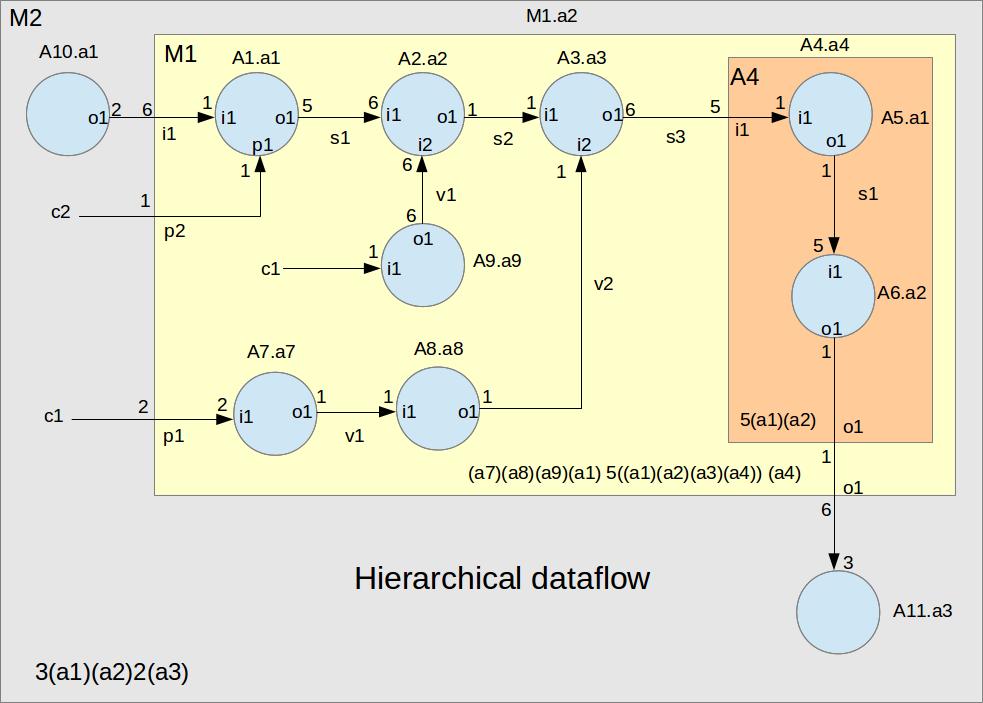 M2
M1.a2
A10.a1
M1
A1.a1
A2.a2
A3.a3
A4.a4
A4
o1
2
6
i1
1
i1
o1
p1
5
s1
6
i1
o1
i2
1
s2
1
i1
o1
i2
6
s3
5
i1
1
i1
o1
A5.a1
1
s1
5
i1
o1
A6.a2
1
c2
1
p2
1
6
v1
6
o1
c1
1
i1
A9.a9
1
v2
A7.a7
A8.a8
c1
2
p1
2
i1
o1
1
v1
1
i1
o1
1
5(a1)(a2)
o1
1
(a7)(a8)(a9)(a1) 5((a1)(a2)(a3)(a4)) (a4)
o1
6
3
A11.a3
Hierarchical dataflow
3(a1)(a2)2(a3)